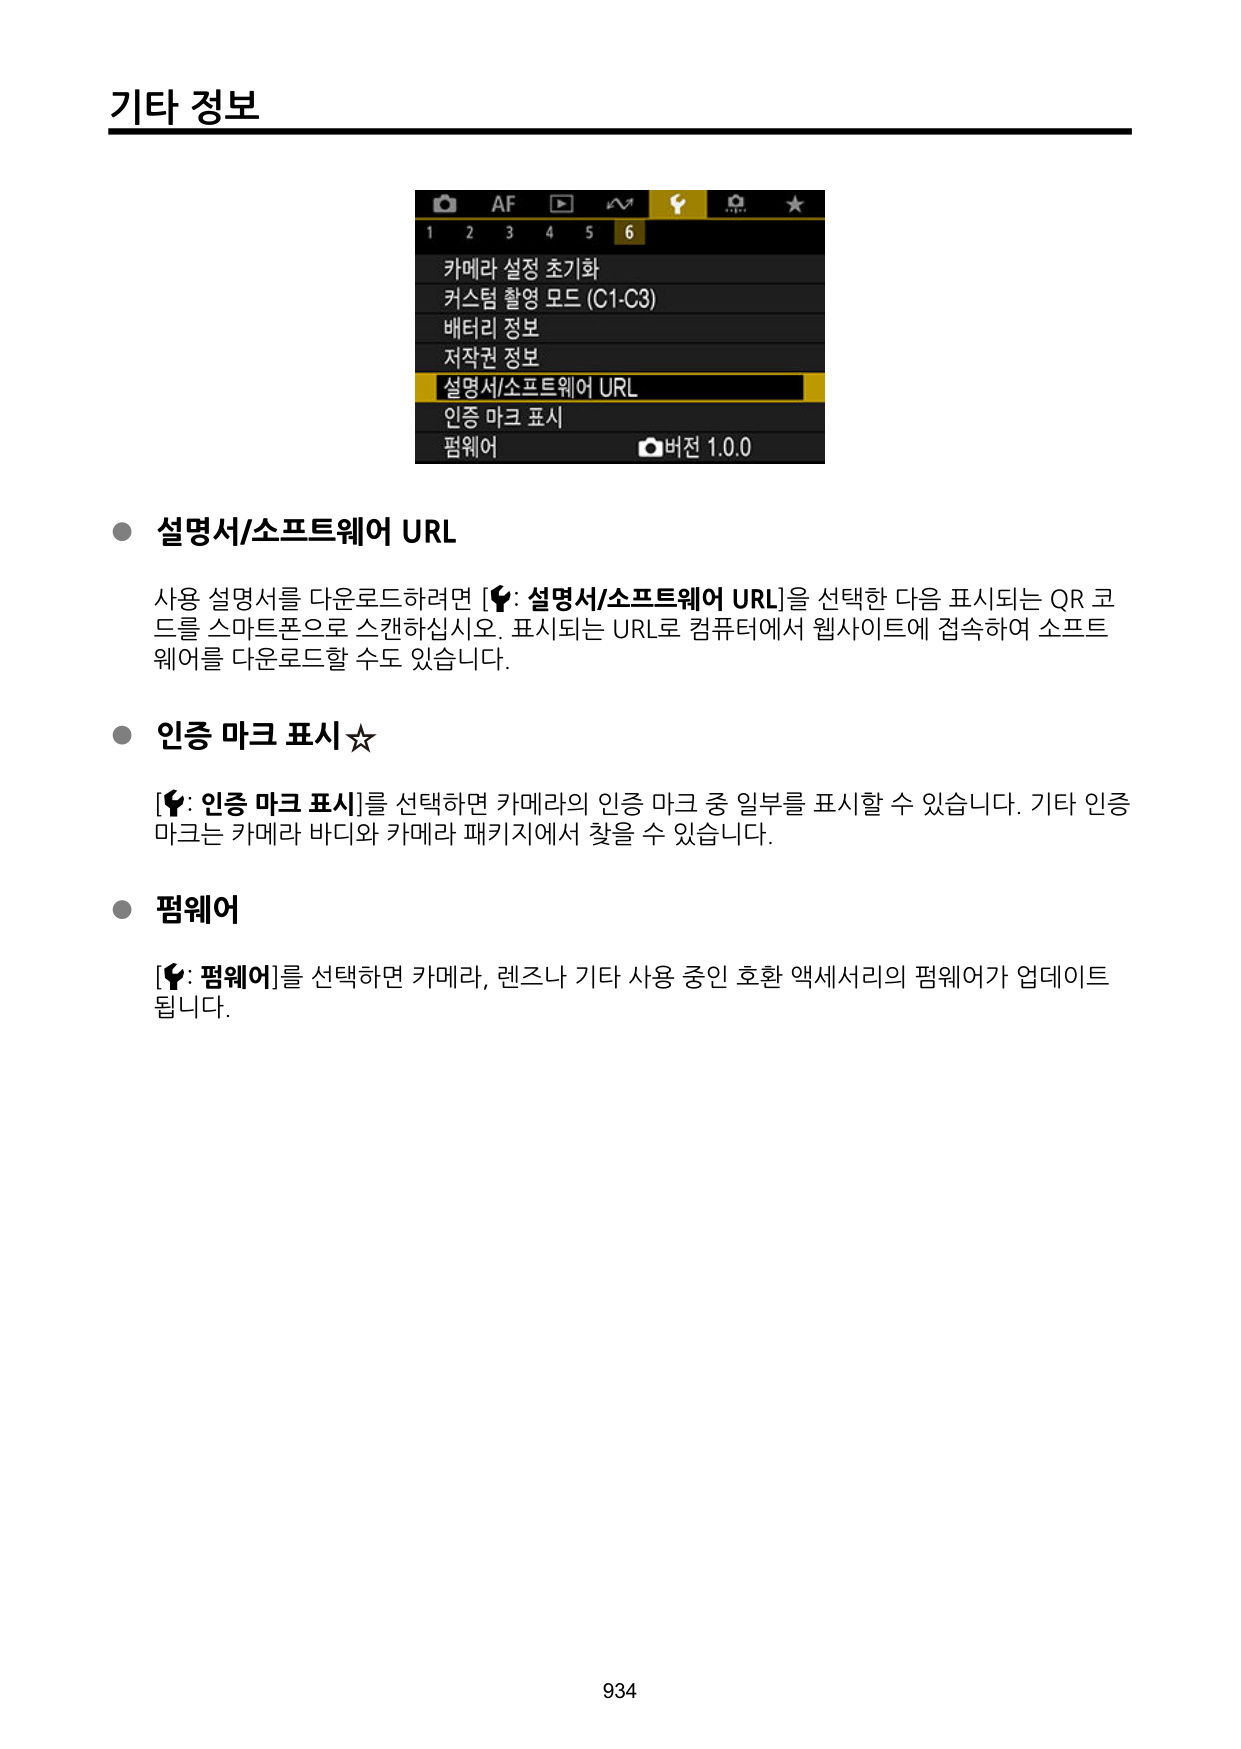 기타 정보
AF
1 2 3 4 5 6
카메라 설정 초기화
커스텀 촬영 모드 (C1-C3)
배터리 정보
저작권 정보
설명서/소프트웨어 URL
인증 마크 표시
펌웨어 버전 1.0.0
● 설명서/소프트웨어 URL
사용 설명서를 다운로드하려면 [: 설명서/소프트웨어 URL]을 선택한 다음 표시되는 QR 코
드를 스마트폰으로 스캔하십시오. 표시되는 URL로 컴퓨터에서 웹사이트에 접속하여 소프트
웨어를 다운로드할 수도 있습니다.
● 인증 마크 표시☆
[: 인증 마크 표시]를 선택하면 카메라의 인증 마크 중 일부를 표시할 수 있습니다. 기타 인증
마크는 카메라 바디와 카메라 패키지에서 찾을 수 있습니다.
● 펌웨어
[: 펌웨어]를 선택하면 카메라, 렌즈나 기타 사용 중인 호환 액세서리의 펌웨어가 업데이트
됩니다.
934